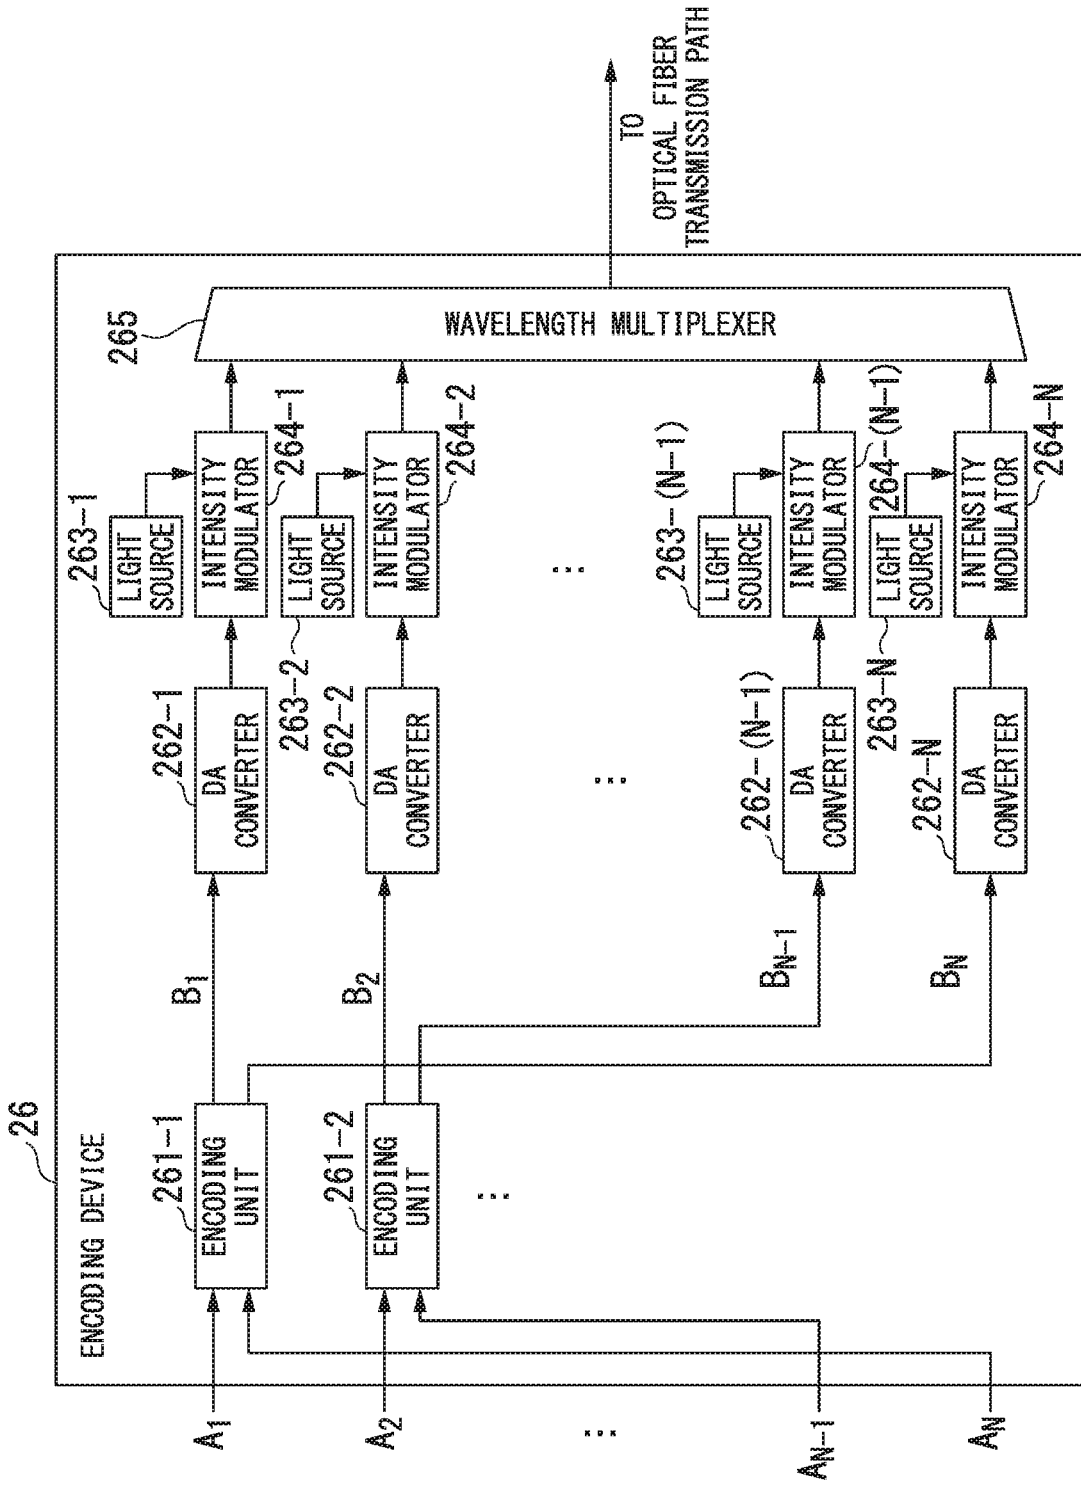 26
ENCODING DEVICE
A1
A2
...
AN-1
AN
261-1
ENCODING
UNIT
261-2
ENCODING
UNIT
...
B1
B2
BN-1
BN
262-1
DA
CONVERTER
262-2
DA
CONVERTER
...
262-(N-1)
DA
CONVERTER
262-N
DA
CONVERTER
263-1
LIGHT
SOURCE
INTENSITY
MODULATOR
264-1
263-2
LIGHT
SOURCE
INTENSITY
MODULATOR
264-2
...
263-(N-1)
LIGHT
SOURCE
INTENSITY
MODULATOR
264-(N-1)
263-N
LIGHT
SOURCE
INTENSITY
MODULATOR
264-N
265
WAVELENGTH MULTIPLEXER
TO
OPTICAL FIBER
TRANSMISSION PATH